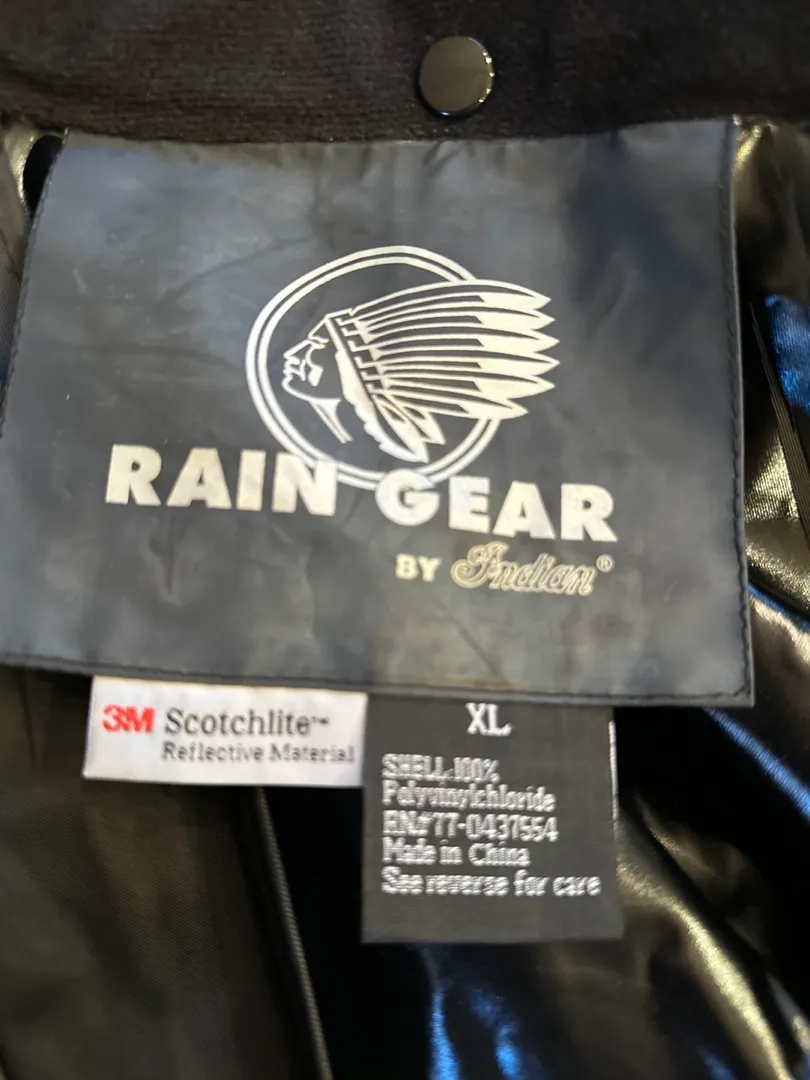 RAIN GEAR
BY Indian®
3M Scotchlite™
Reflective Material
XL
SHELL:100%
Polyvinylchloride
RN#77-0437554
Made in China
See reverse for care